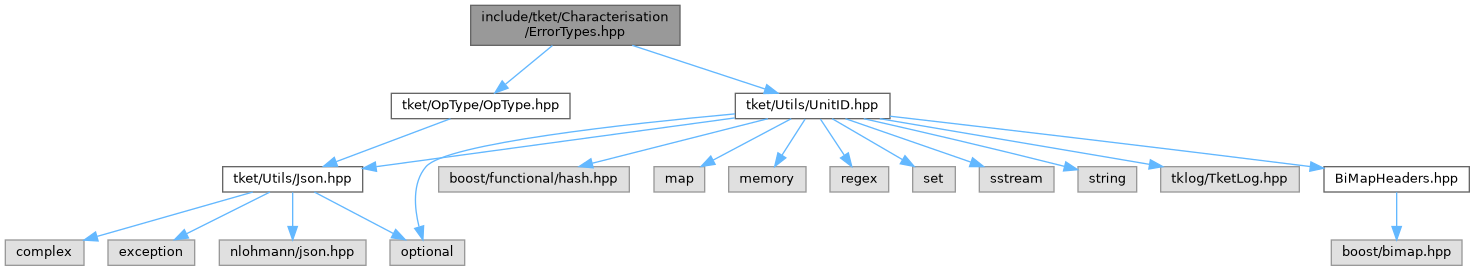 include/tket/Characterisation
/ErrorTypes.hpp
tket/OpType/OpType.hpp
tket/Utils/UnitID.hpp
tket/Utils/Json.hpp
boost/functional/hash.hpp
map
memory
regex
set
sstream
string
tklog/TketLog.hpp
BiMapHeaders.hpp
complex
exception
nlohmann/json.hpp
optional
boost/bimap.hpp